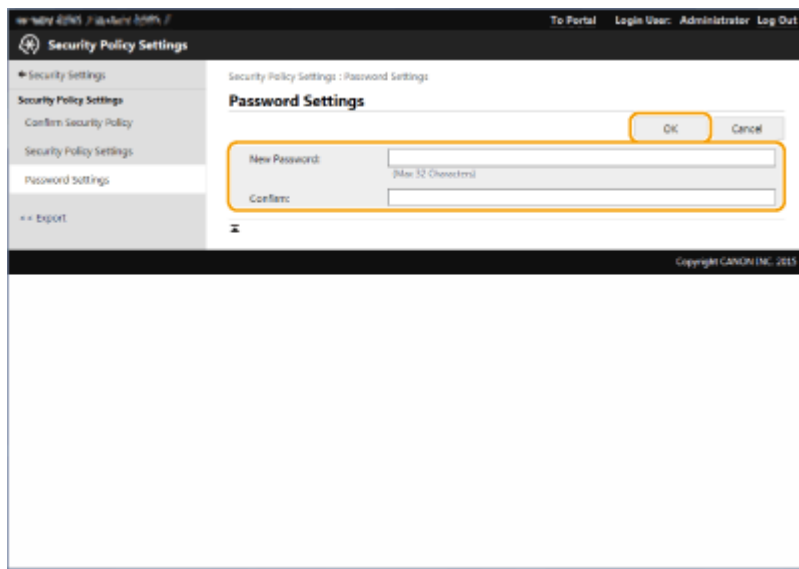 To Portal Login User: Administrator Log Out
Security Policy Settings
Security Settings
Security Policy Settings
Confirm Security Policy
Security Policy Settings
Password Settings
Export
Security Policy Settings : Password Settings
Password Settings
OK Cancel
New Password:
(Max 32 Characters)
Confirm:
Copyright CANON INC. 2015